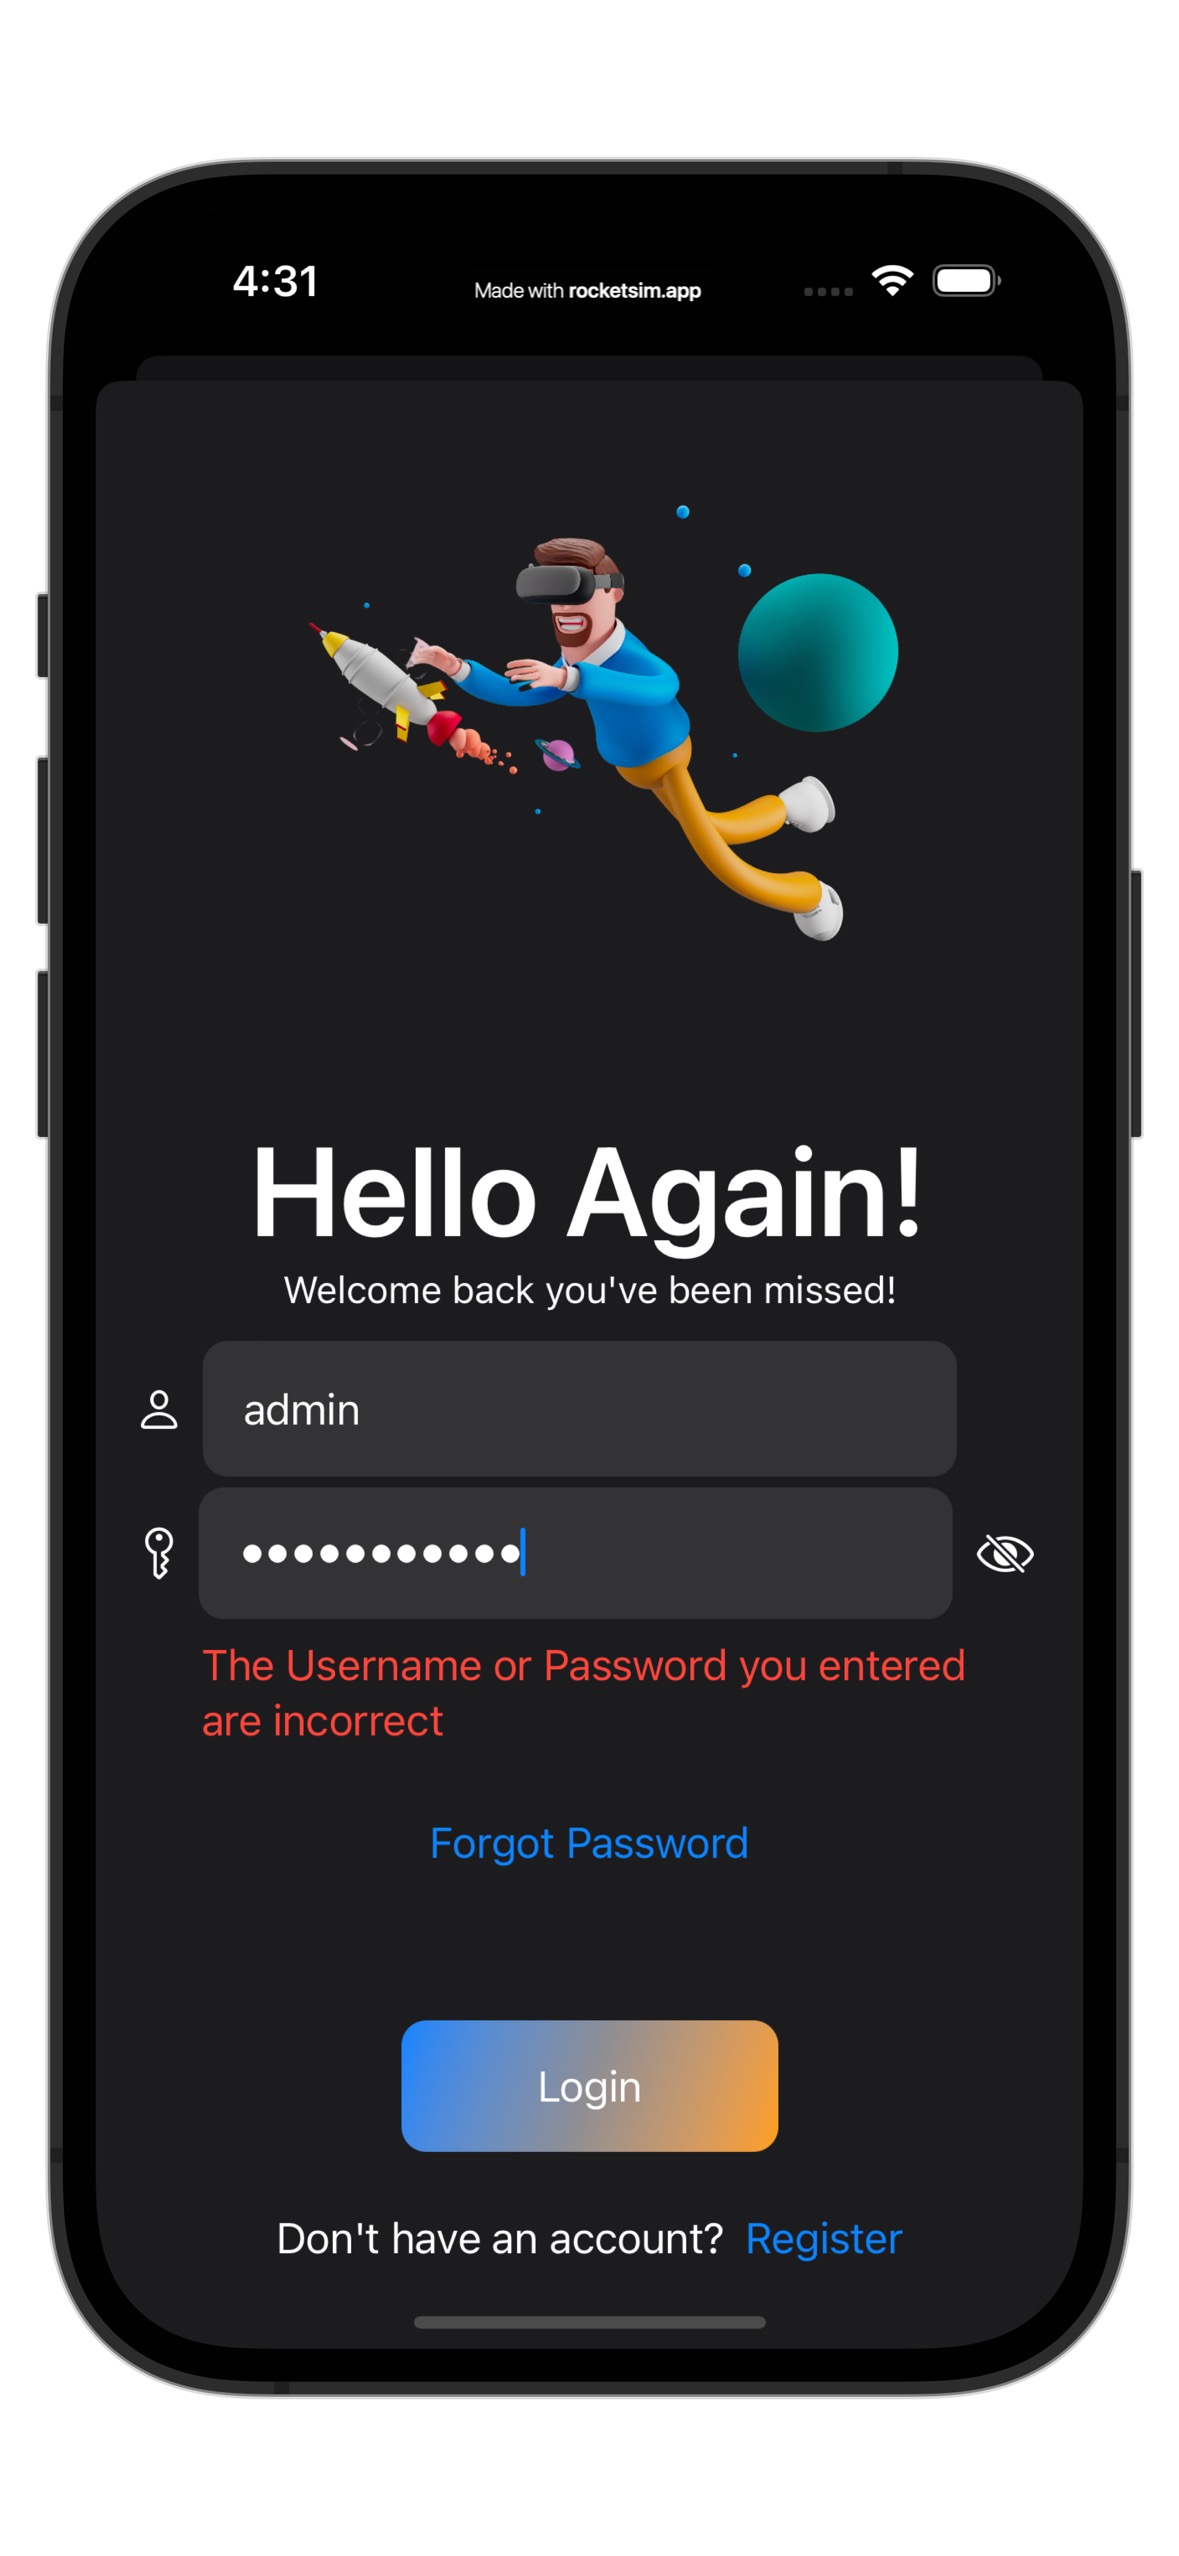 4:31
Made with rocketsim.app
Hello Again!
Welcome back you've been missed!
admin
The Username or Password you entered
are incorrect
Forgot Password
Login
Don't have an account? Register